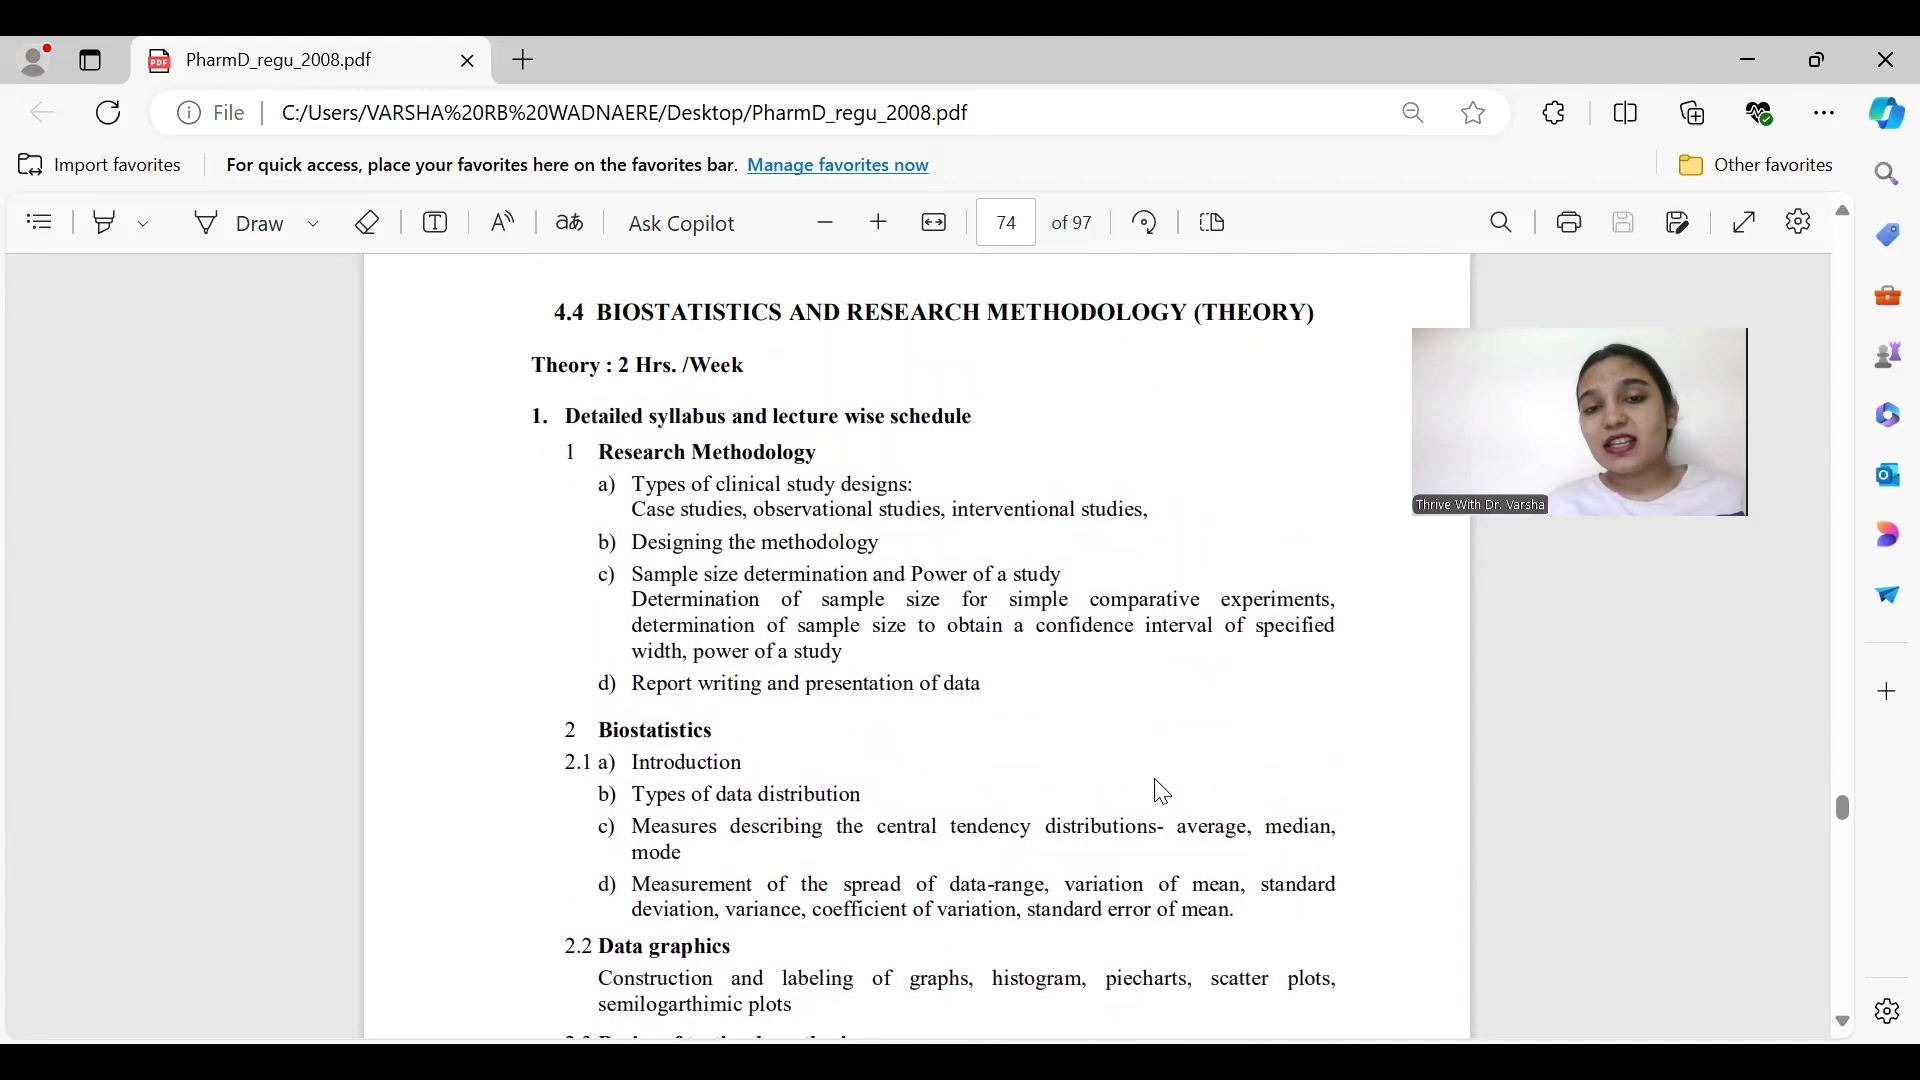 PharmD_regu_2008.pdf
File
C:/Users/VARSHA%20RB%20WADNAERE/Desktop/PharmD_regu_2008.pdf
Import favorites
For quick access, place your favorites here on the favorites bar. Manage favorites now
Other favorites
Draw
Ask Copilot
74 of 97
4.4 BIOSTATISTICS AND RESEARCH METHODOLOGY (THEORY)
Theory : 2 Hrs. /Week
1. Detailed syllabus and lecture wise schedule
1 Research Methodology
a) Types of clinical study designs:
Case studies, observational studies, interventional studies,
b) Designing the methodology
c) Sample size determination and Power of a study
Determination of sample size for simple comparative experiments,
determination of sample size to obtain a confidence interval of specified
width, power of a study
d) Report writing and presentation of data
2 Biostatistics
2.1 a) Introduction
b) Types of data distribution
c) Measures describing the central tendency distributions- average, median,
mode
d) Measurement of the spread of data-range, variation of mean, standard
deviation, variance, coefficient of variation, standard error of mean.
2.2 Data graphics
Construction and labeling of graphs, histogram, piecharts, scatter plots,
semilogarthimic plots
Thrive With Dr. Varsha